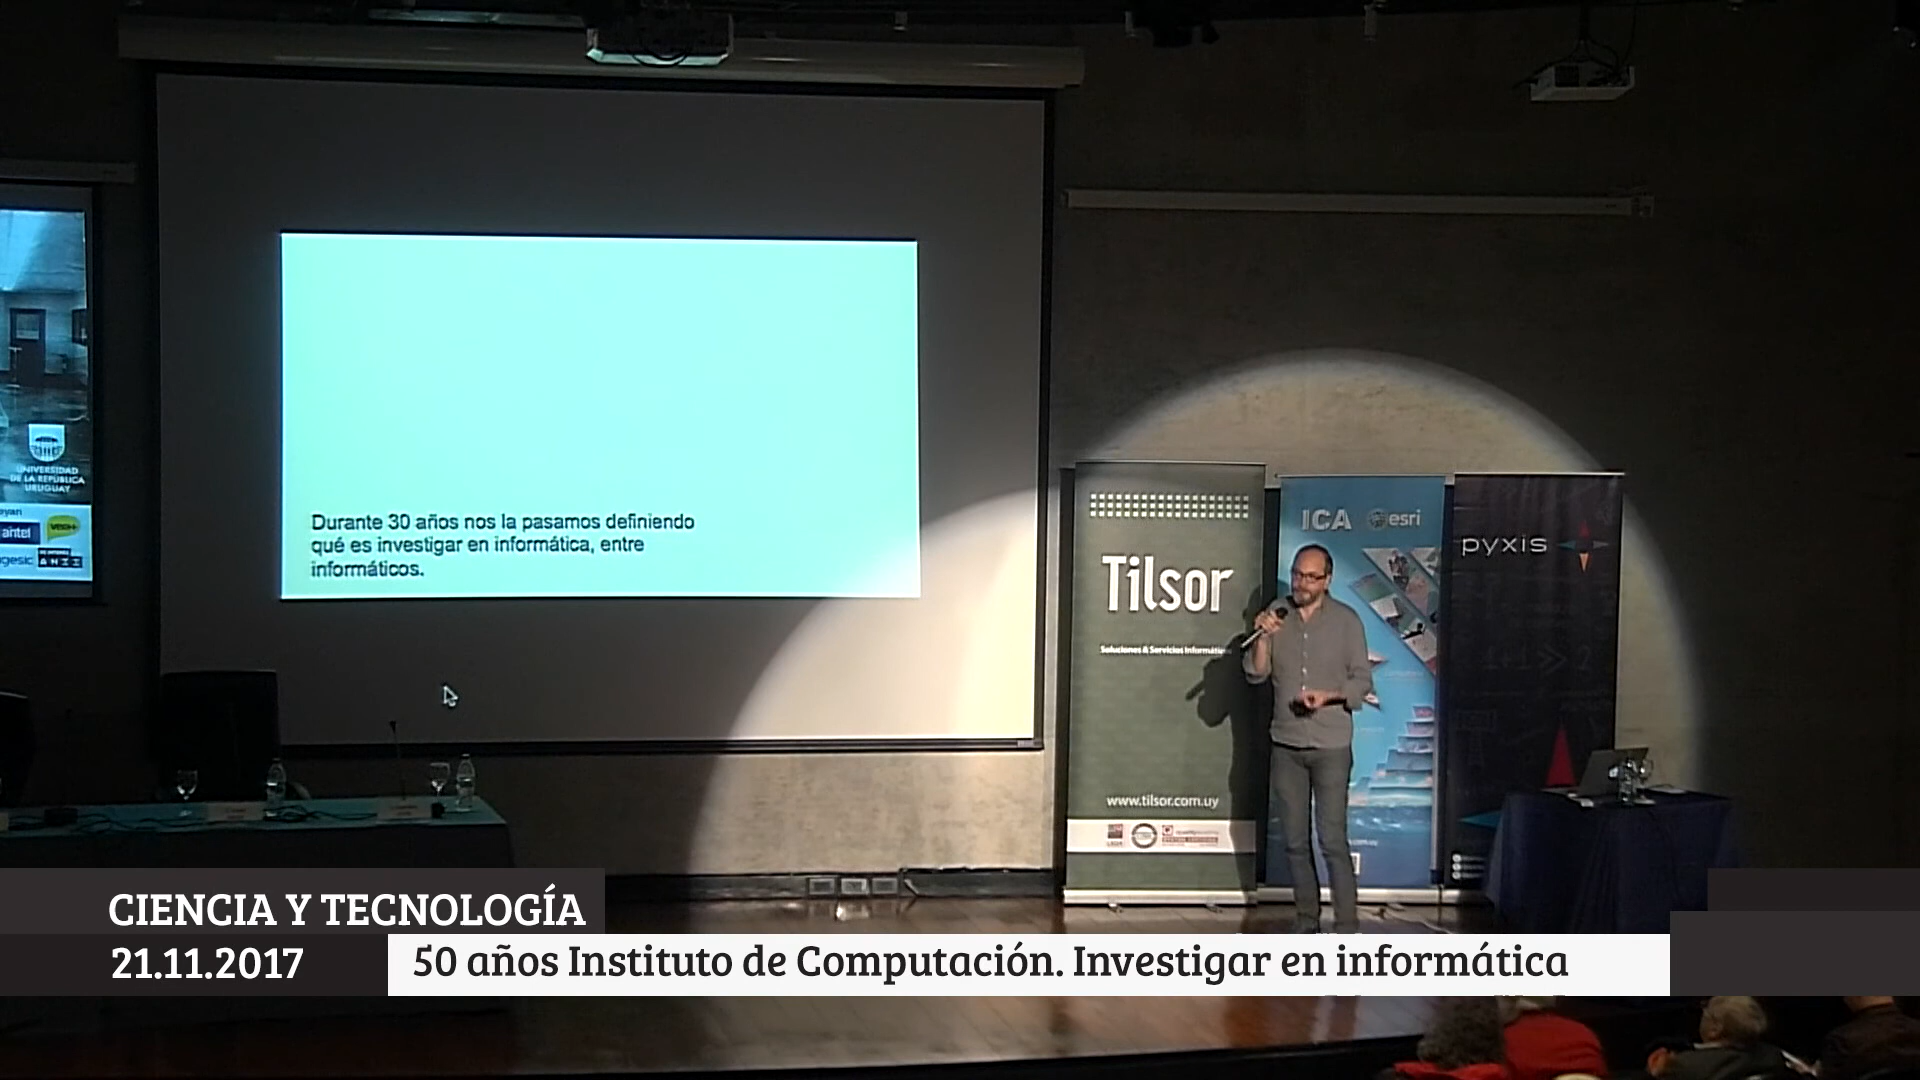 Durante 30 años nos la pasamos definiendo
qué es investigar en informática, entre
informáticos.
UNIVERSIDAD
DE LA REPÚBLICA
URUGUAY
antel
Tilsor
Soluciones & Servicios Informátic
www.tilsor.com.uy
ICA esri
pyxis
CIENCIA Y TECNOLOGÍA
21.11.2017
50 años Instituto de Computación. Investigar en informática